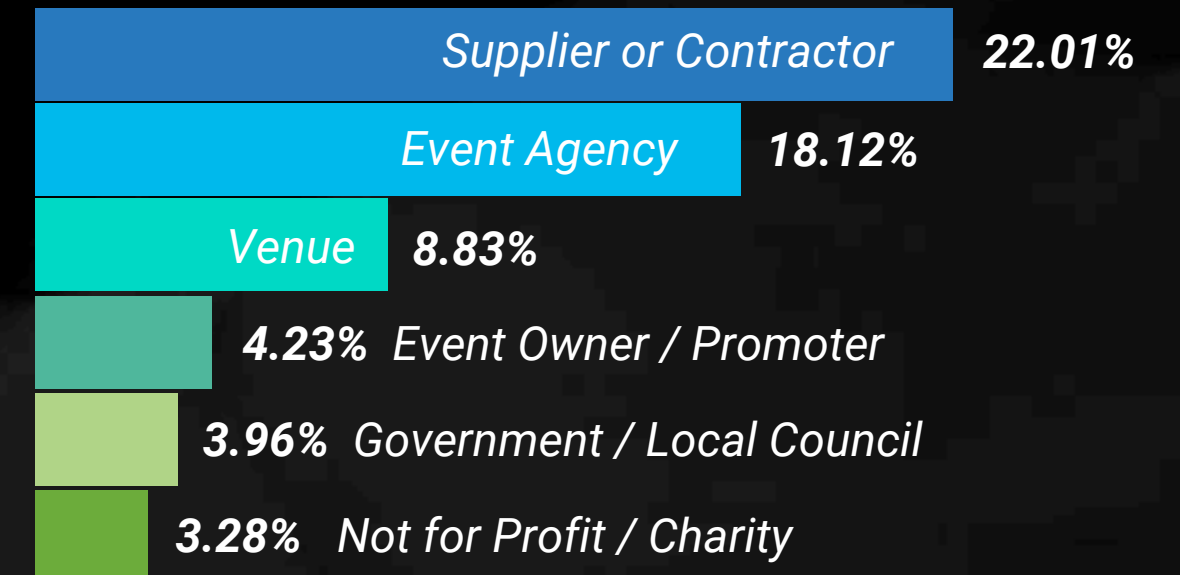 Supplier or Contractor 22.01%
Event Agency 18.12%
Venue 8.83%
4.23% Event Owner / Promoter
3.96% Government / Local Council
3.28% Not for Profit / Charity